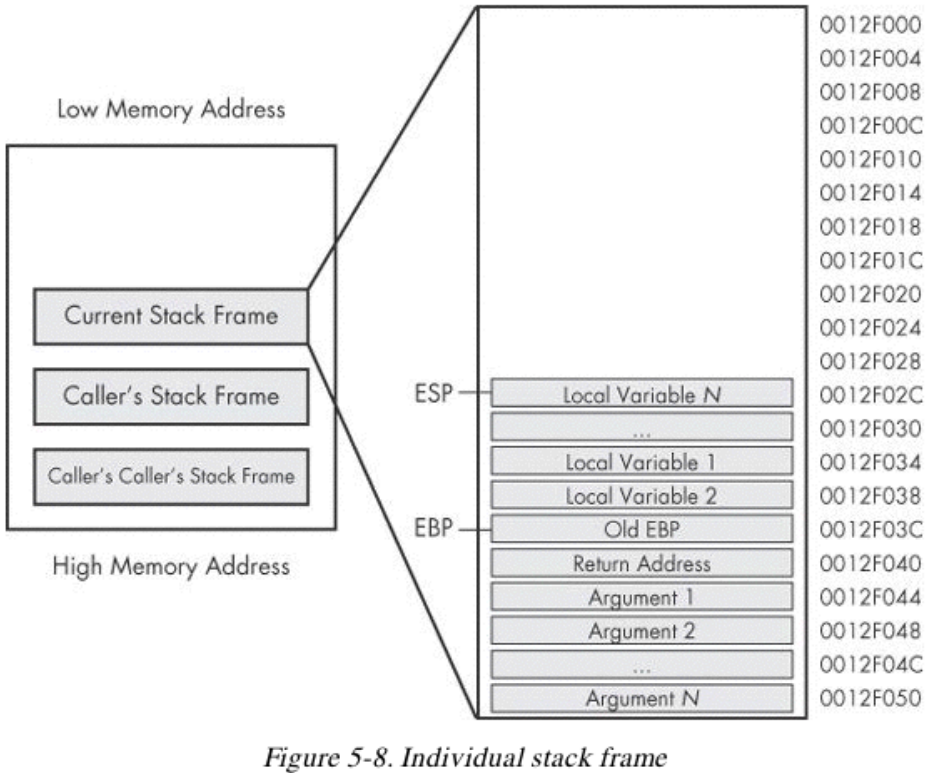 Low Memory Address
Current Stack Frame
Caller's Stack Frame
Caller's Caller's Stack Frame
High Memory Address
0012F000
0012F004
0012F008
0012F00C
0012F010
0012F014
0012F018
0012F01C
0012F020
0012F024
0012F028
ESP Local Variable N 0012F02C
... 0012F030
Local Variable 1 0012F034
Local Variable 2 0012F038
EBP Old EBP 0012F03C
Return Address 0012F040
Argument 1 0012F044
Argument 2 0012F048
... 0012F04C
Argument N 0012F050
Figure 5-8. Individual stack frame